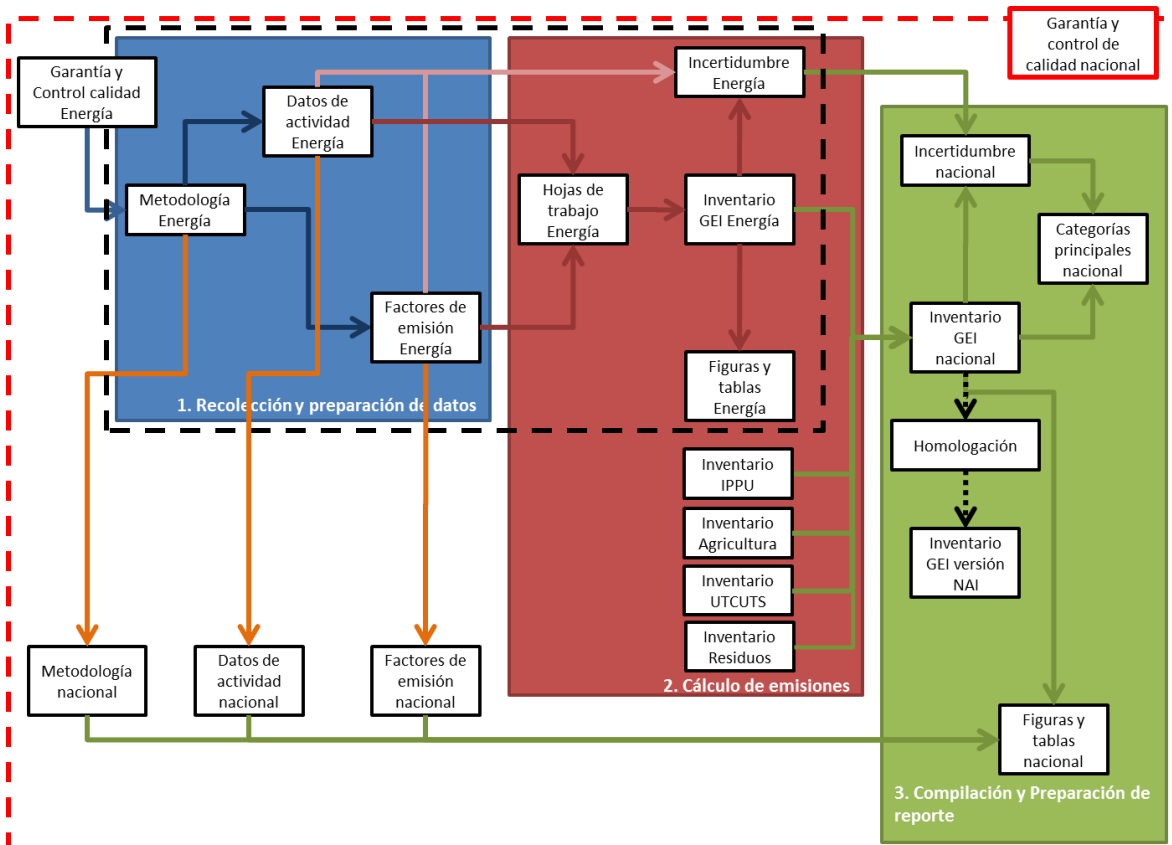 Garantía y
control de
calidad nacional
Garantía y
Control calidad
Energía
Datos de
actividad
Energía
Metodología
Energía
Factores de
emisión
Energía
1. Recolección y preparación de datos
Incertidumbre
Energía
Hojas de
trabajo
Energía
Inventario
GEI Energía
Figuras y
tablas
Energía
Inventario
IPPU
Inventario
Agricultura
Inventario
UTCUTS
Inventario
Residuos
2. Cálculo de emisiones
Incertidumbre
nacional
Categorías
principales
nacional
Inventario
GEI
nacional
Homologación
Inventario
GEI versión
NAI
Metodología
nacional
Datos de
actividad
nacional
Factores de
emisión
nacional
Figuras y
tablas
nacional
3. Compilación y Preparación de
reporte